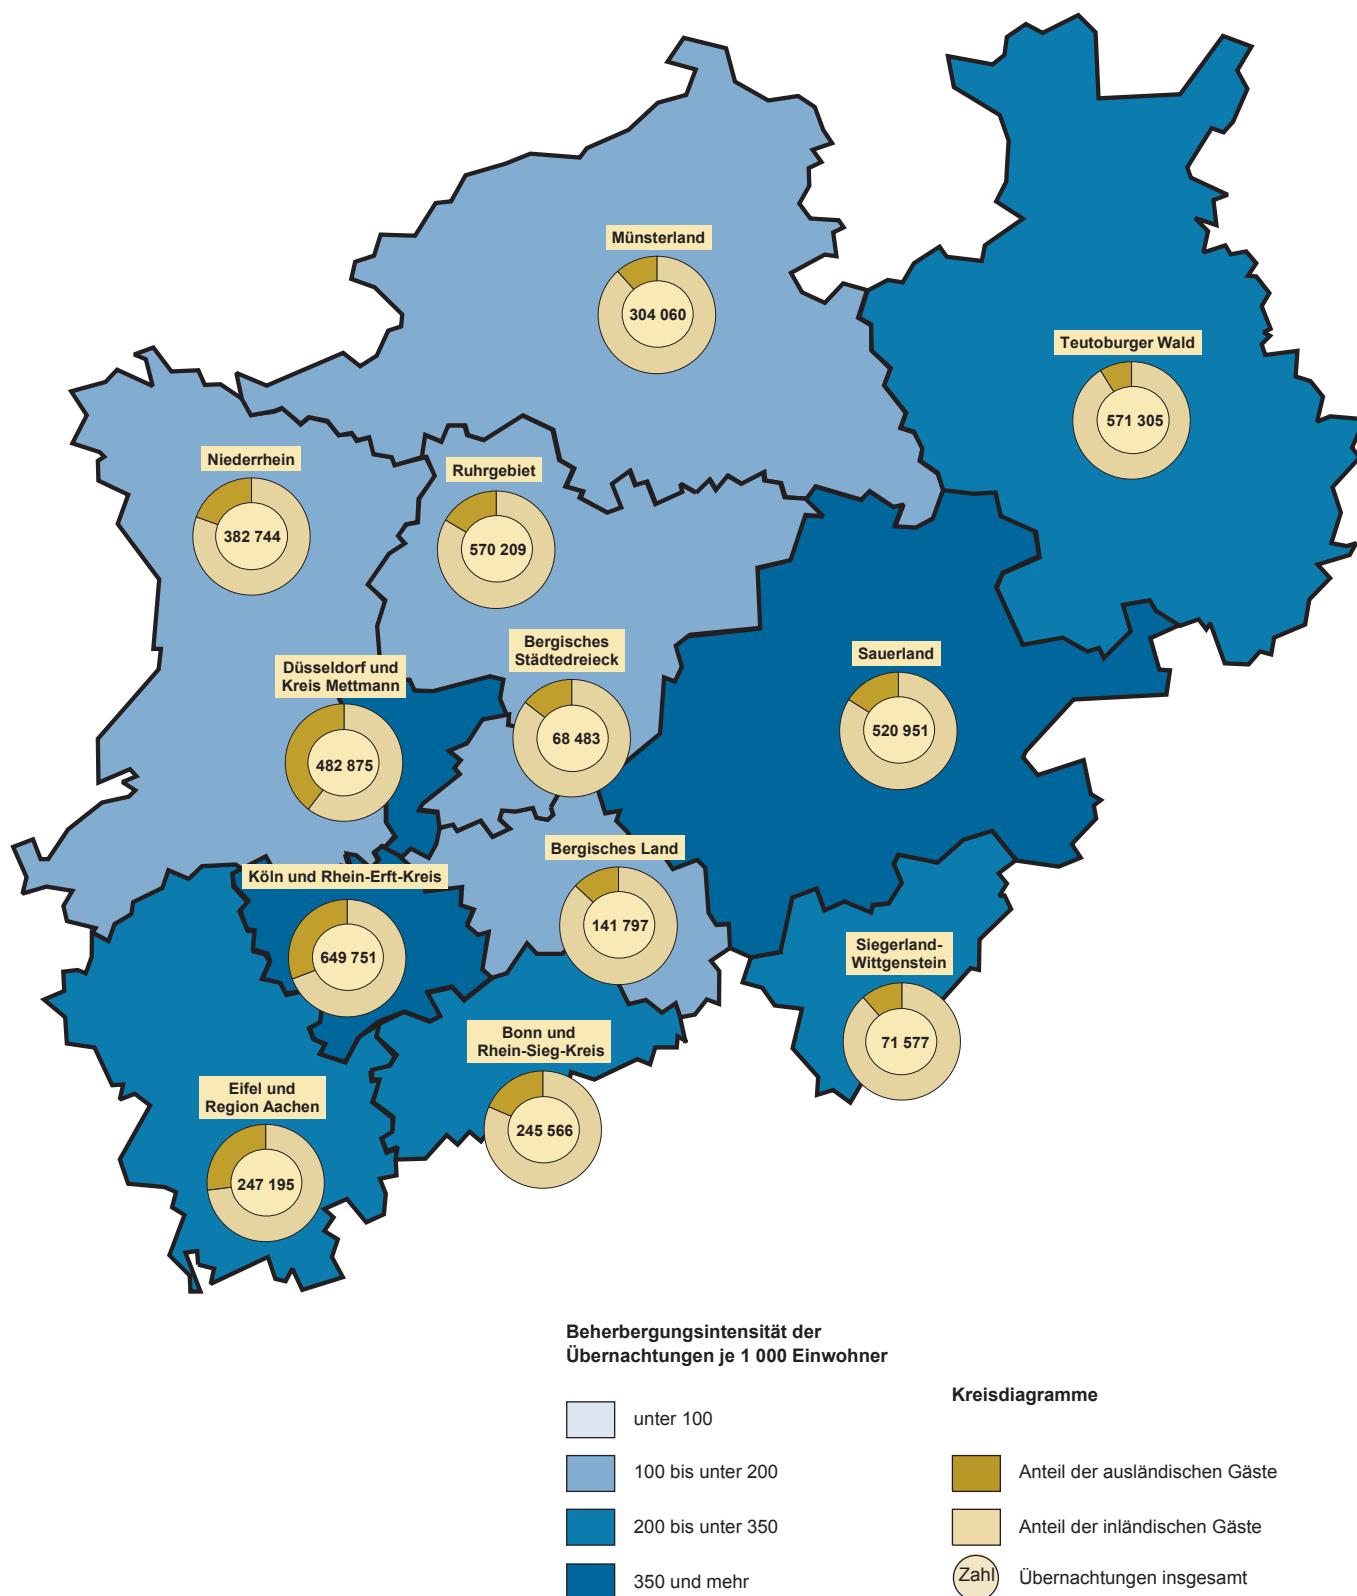 Münsterland
304 060
Teutoburger Wald
571 305
Niederrhein
382 744
Ruhrgebiet
570 209
Bergisches
Städtedreieck
68 483
Düsseldorf und
Kreis Mettmann
482 875
Sauerland
520 951
Bergisches Land
141 797
Köln und Rhein-Erft-Kreis
649 751
Siegerland-
Wittgenstein
71 577
Bonn und
Rhein-Sieg-Kreis
245 566
Eifel und
Region Aachen
247 195
Beherbergungsintensität der
Übernachtungen je 1 000 Einwohner
unter 100
100 bis unter 200
200 bis unter 350
350 und mehr
Kreisdiagramme
Anteil der ausländischen Gäste
Anteil der inländischen Gäste
Zahl Übernachtungen insgesamt